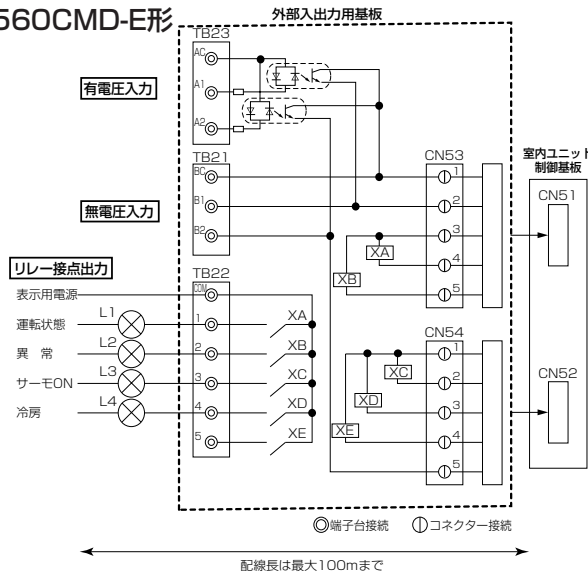 560CMD-E形
外部入出力用基板
TB23
AC
A1
A2
有電圧入力
TB21
BC
B1
B2
無電圧入力
CN53
1
2
3
4
5
XA
XB
室内ユニット
制御基板
CN51
リレー接点出力
TB22
表示用電源
COM
運転状態
L1
1
XA
異 常
L2
2
XB
サーモON
L3
3
XC
冷房
L4
4
XD
5
XE
CN54
1
2
3
4
5
XC
XD
XE
CN52
◎端子台接続
コネクター接続
配線長は最大100mまで